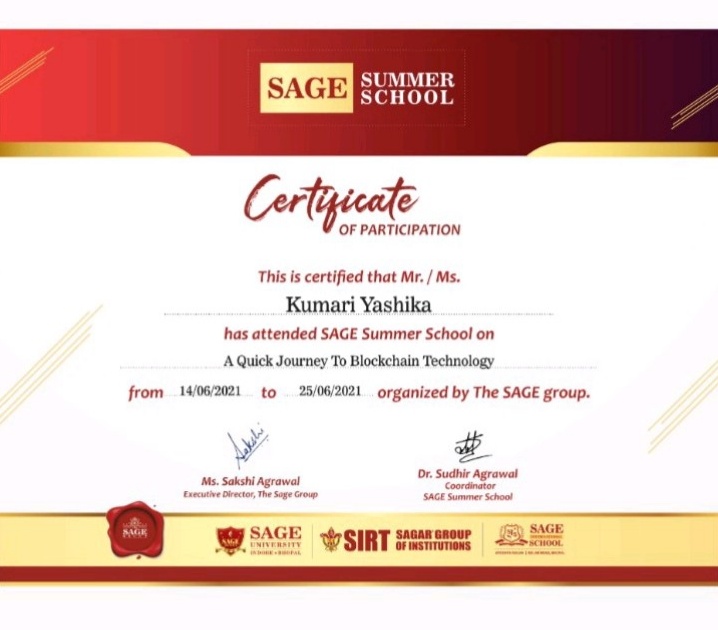 SAGE SUMMER SCHOOL
Certificate
OF PARTICIPATION
This is certified that Mr. / Ms.
Kumari Yashika
has attended SAGE Summer School on
A Quick Journey To Blockchain Technology
from 14/06/2021 to 25/06/2021 organized by The SAGE group.
Sakshi
Ms. Sakshi Agrawal
Executive Director, The Sage Group
Dr. Sudhir Agrawal
Coordinator
SAGE Summer School
SAGE
SAGE
UNIVERSITY
INDORE • BHOPAL
SIRT SAGAR GROUP
OF INSTITUTIONS
SAGE
INTERNATIONAL
SCHOOL